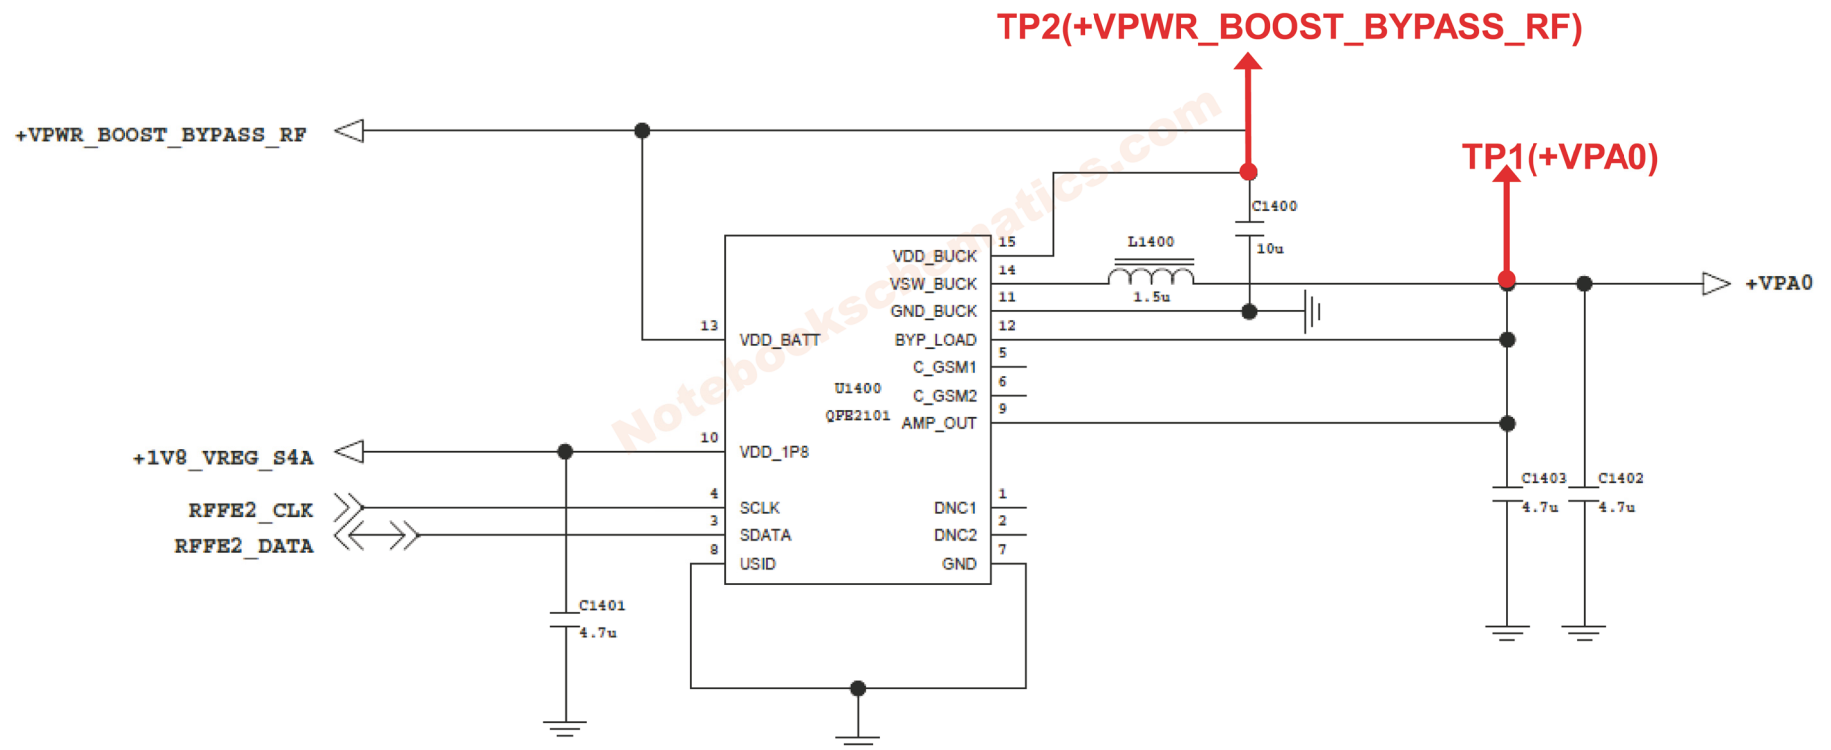 TP2(+VPWR_BOOST_BYPASS_RF)
+VPWR_BOOST_BYPASS_RF
TP1(+VPA0)
C1400
10u
L1400
1.5u
+VPA0
15
VDD_BUCK
14
VSW_BUCK
11
GND_BUCK
12
BYP_LOAD
5
C_GSM1
6
C_GSM2
9
AMP_OUT
13
VDD_BATT
U1400
QFE2101
10
VDD_1P8
+1V8_VREG_S4A
4
SCLK
RFFE2_CLK
3
SDATA
RFFE2_DATA
8
USID
1
DNC1
2
DNC2
7
GND
C1403
4.7u
C1402
4.7u
C1401
4.7u
Notebookschematics.com